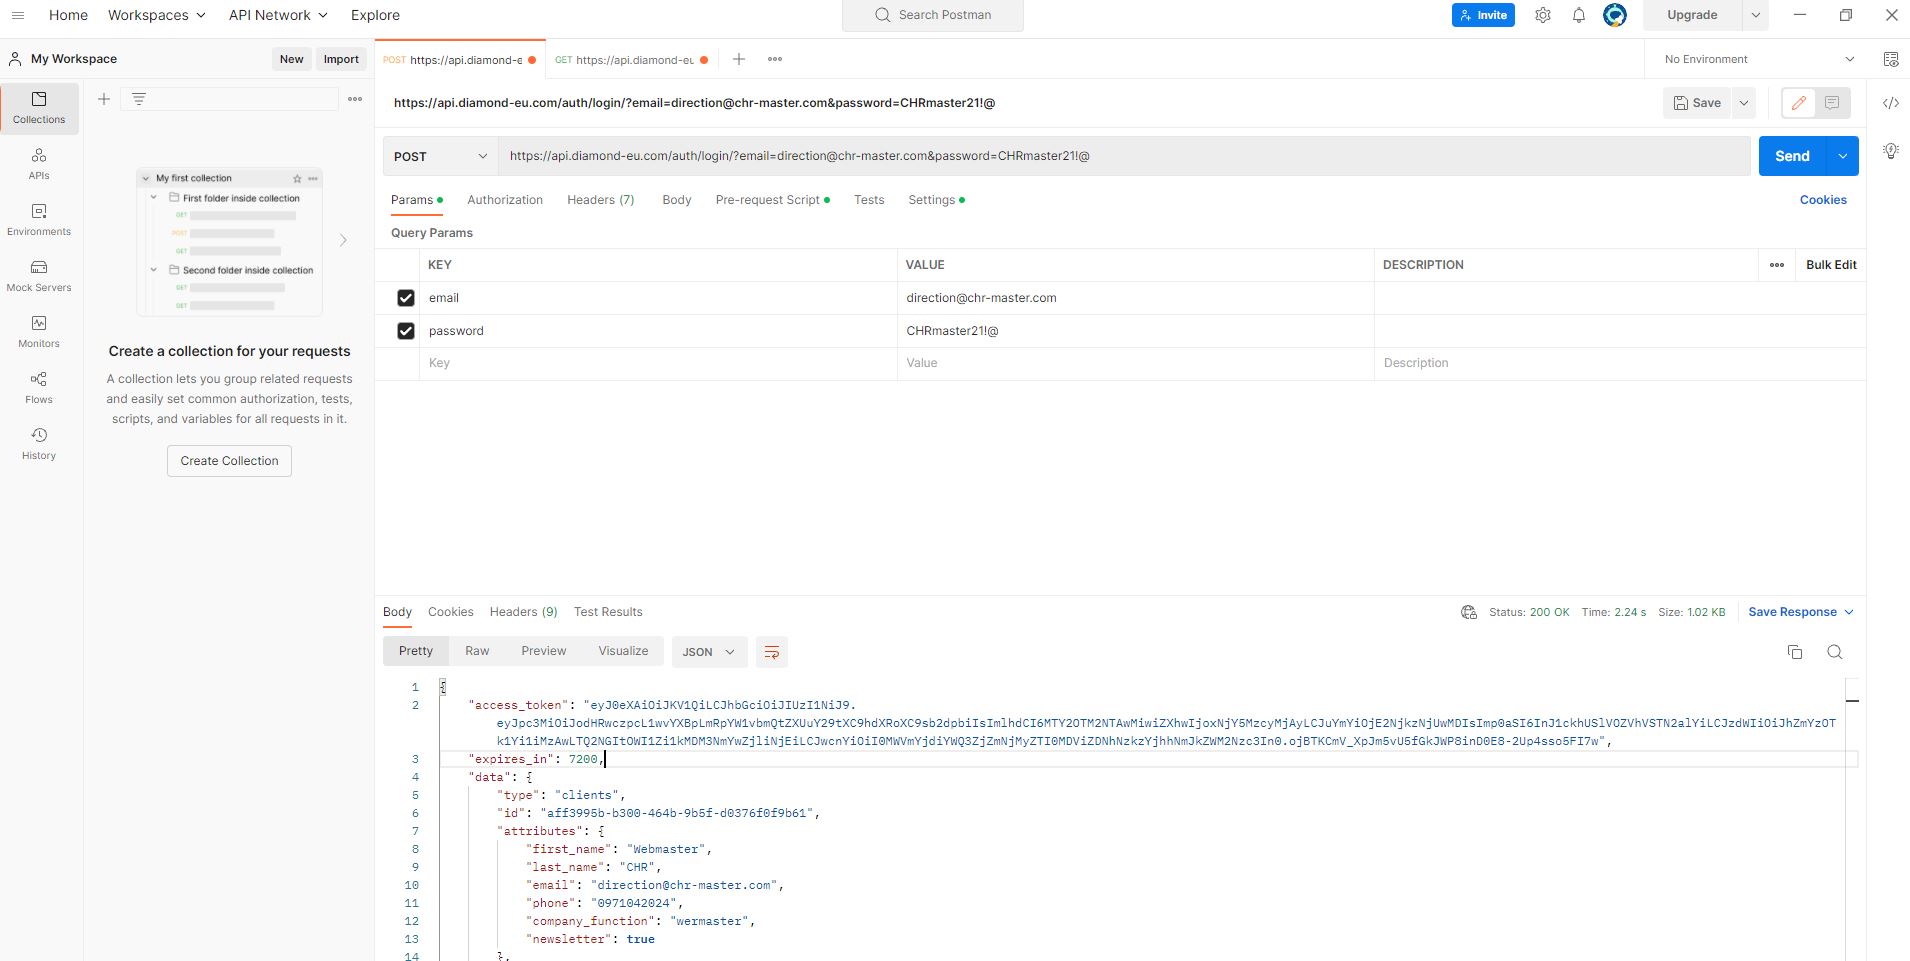 Home Workspaces API Network Explore Search Postman Invite Upgrade
My Workspace New Import POST https://api.diamond-e GET https://api.diamond-eu No Environment
Collections
APIs
Environments
Mock Servers
Monitors
Flows
History
My first collection
First folder inside collection
GET
POST
GET
Second folder inside collection
GET
GET
Create a collection for your requests
A collection lets you group related requests
and easily set common authorization, tests,
scripts, and variables for all requests in it.
Create Collection
https://api.diamond-eu.com/auth/login/?email=direction@chr-master.com&password=CHRmaster21!@ Save
POST https://api.diamond-eu.com/auth/login/?email=direction@chr-master.com&password=CHRmaster21!@ Send
Params Authorization Headers (7) Body Pre-request Script Tests Settings Cookies
Query Params
KEY VALUE DESCRIPTION Bulk Edit
email direction@chr-master.com
password CHRmaster21!@
Key Value Description
Body Cookies Headers (9) Test Results Status: 200 OK Time: 2.24 s Size: 1.02 KB Save Response
Pretty Raw Preview Visualize JSON
1 {
2 "access_token": "eyJ0eXAiOiJKV1QiLCJhbGciOiJIUzI1NiJ9.
3 "expires_in": 7200,
4 "data": {
5 "type": "clients",
6 "id": "aff3995b-b300-464b-9b5f-d0376f0f9b61",
7 "attributes": {
8 "first_name": "Webmaster",
9 "last_name": "CHR",
10 "email": "direction@chr-master.com",
11 "phone": "0971042024",
12 "company_function": "wermaster",
13 "newsletter": true
14 },